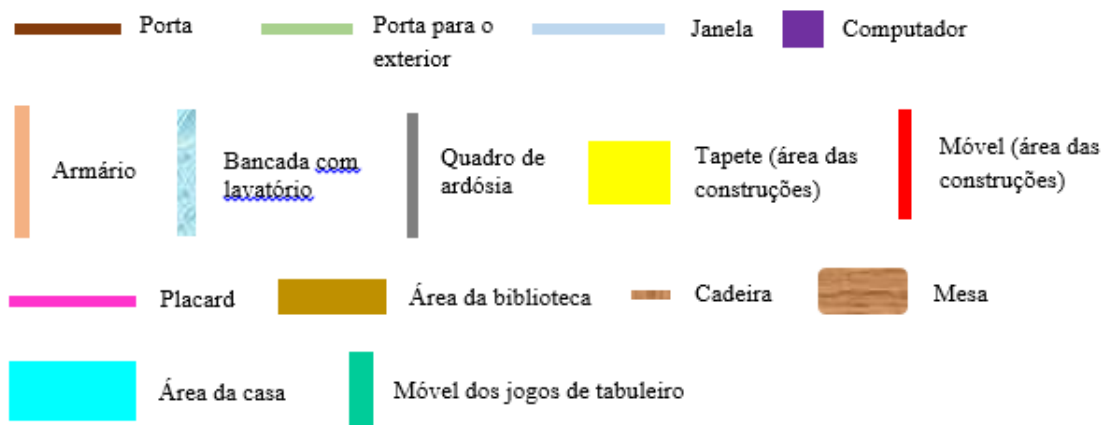 Porta
Porta para o
exterior
Janela
Computador
Armário
Bancada com
lavatório
Quadro de
ardósia
Tapete (área das
construções)
Móvel (área das
construções)
Placard
Área da biblioteca
Cadeira
Mesa
Área da casa
Móvel dos jogos de tabuleiro